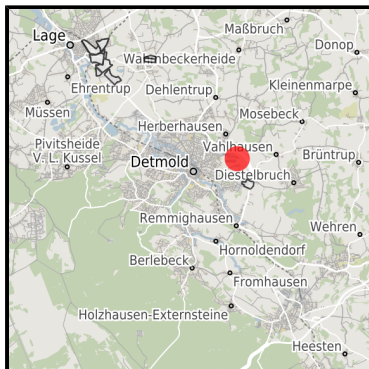 Maßbruch
Lage
Donop
Wahmbeckerheide
Ehrentrup
Dehlentrup
Kleinenmarpe
Müssen
Mosebeck
Herberhausen
Pivitsheide
V. L. Kussel
Vahlhausen
Brüntrup
Detmold
Diestelbruch
Remmighausen
Wehren
Hornoldendorf
Berlebeck
Fromhausen
Holzhausen-Externsteine
Heesten